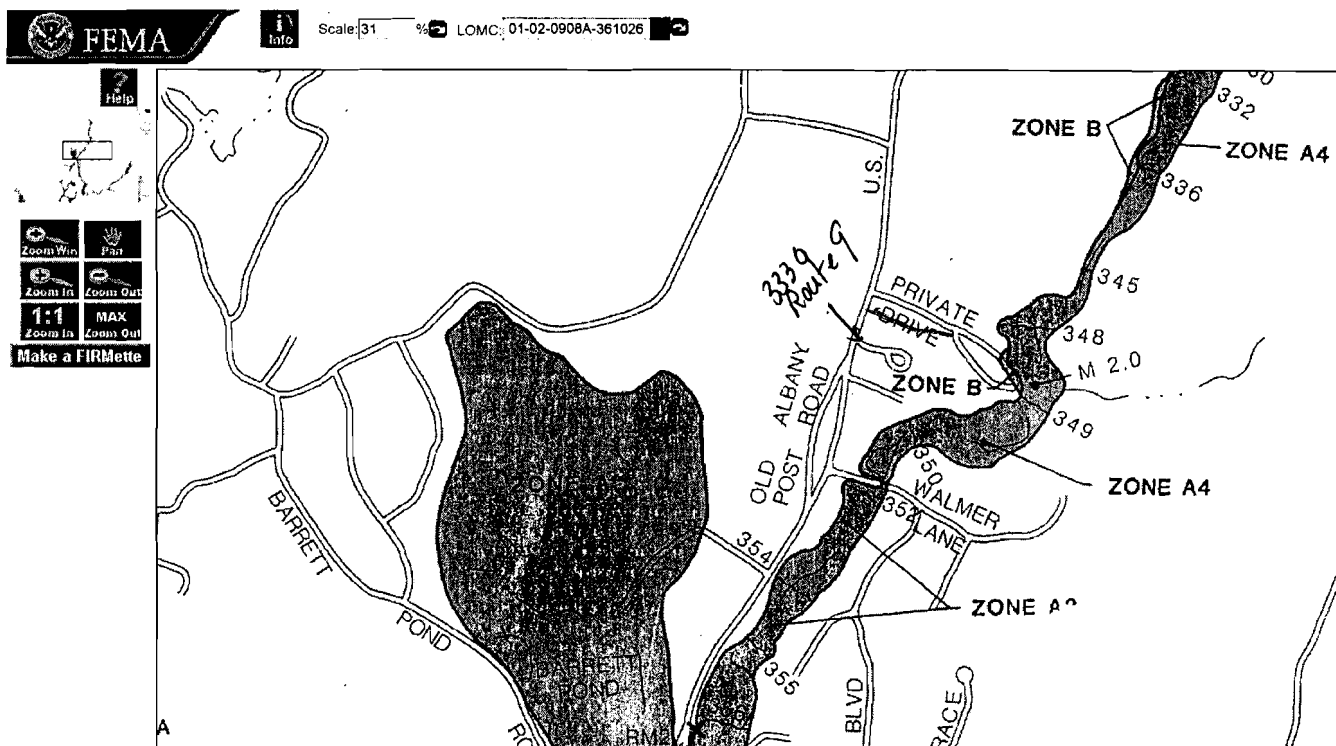 FEMA
i
Info
Scale: 31 %
LOMC: 01-02-0908A-361026
?
Help
Zoom Win
Pan
Zoom In
Zoom Out
1:1
Zoom In
MAX
Zoom Out
Make a FIRMette
332
ZONE B
ZONE A4
336
U.S.
3339
Route 9
345
PRIVATE
DRIVE
348
M 2.0
ZONE B
ALBANY
ROAD
349
OLD
POST
350
ZONE A4
WALMER
LANE
352
354
BARRETT
POND
ZONE A
355
BARRETT
POND
BLVD
RACE
A
RM2